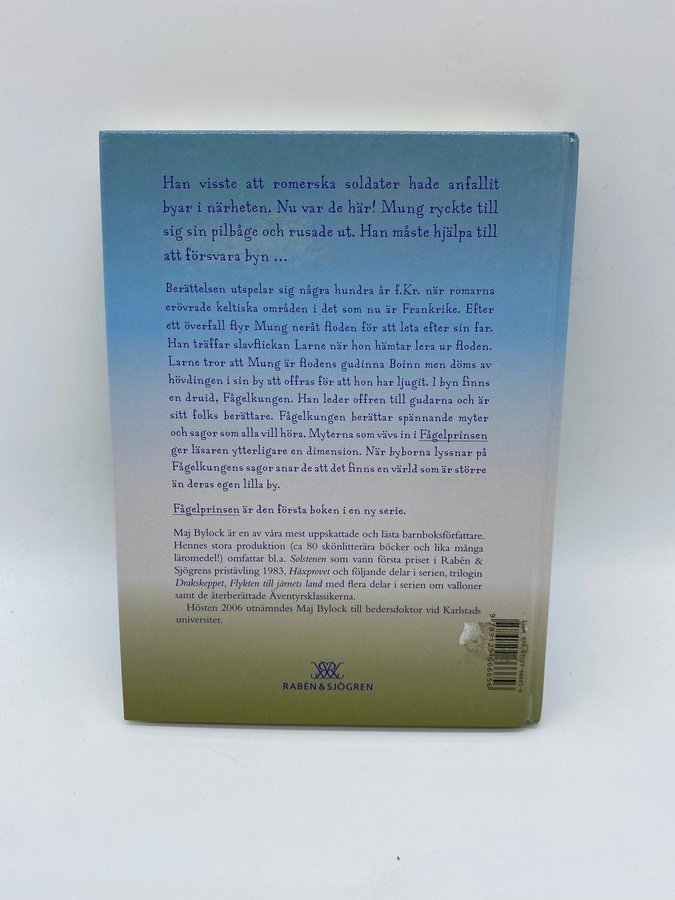 Han visste att romerska soldater hade anfallit
byar i närheten. Nu var de här! Mung ryckte till
sig sin pilbåge och rusade ut. Han måste hjälpa till
att försvara byn ...
Berättelsen utspelar sig några hundra år f.Kr. när romarna
erövrade keltiska områden i det som nu är Frankrike. Efter
ett överfall flyr Mung neråt floden för att leta efter sin far.
Han träffar slavflickan Larne när hon hämtar lera ur floden.
Larne tror att Mung är flodens gudinna Boinn men döms av
hövdingen i sin by att offras för att hon har ljugit. I byn finns
en druid, Fågelkungen. Han leder offren till gudarna och är
sitt folks berättare. Fågelkungen berättar spännande myter
och sagor som alla vill höra. Myterna som vävs in i Fågelprinsen
ger läsaren ytterligare en dimension. När byborna lyssnar på
Fågelkungens sagor anar de att det finns en värld som är större
än deras egen lilla by.
Fågelprinsen är den första boken i en ny serie.
Maj Bylock är en av våra mest uppskattade och lästa barnboksförfattare.
Hennes stora produktion (ca 80 skönlitterära böcker och lika många
läromedel!) omfattar bl.a. Solstenen som vann första priset i Rabén &
Sjögrens pristävling 1983, Häxprovet och följande delar i serien, trilogin
Drakskeppet, Flykten till järnets land med flera delar i serien om valloner
samt de återberättade Äventyrsklassikerna.
Hösten 2006 utnämndes Maj Bylock till hedersdoktor vid Karlstads
universitet.
RABÉN & SJÖGREN
9 789129 666656